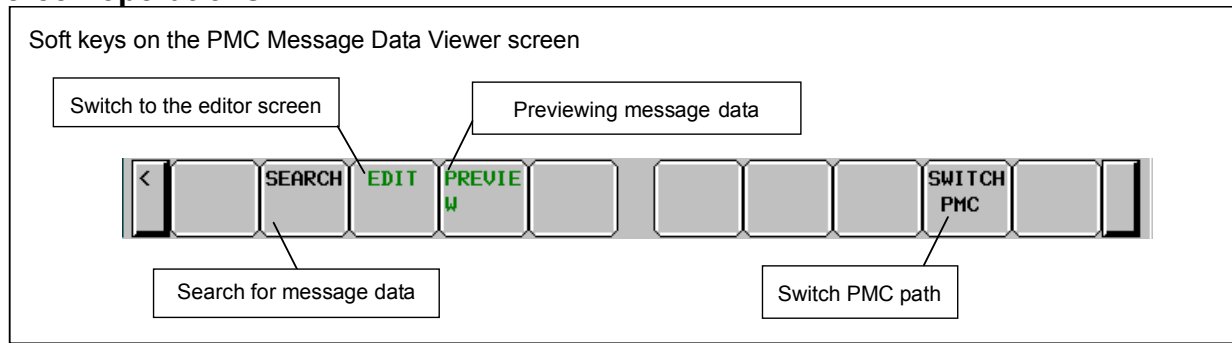 Soft keys on the PMC Message Data Viewer screen
Switch to the editor screen
Previewing message data
< SEARCH EDIT PREVIE SWITCH
W PMC
Search for message data
Switch PMC path